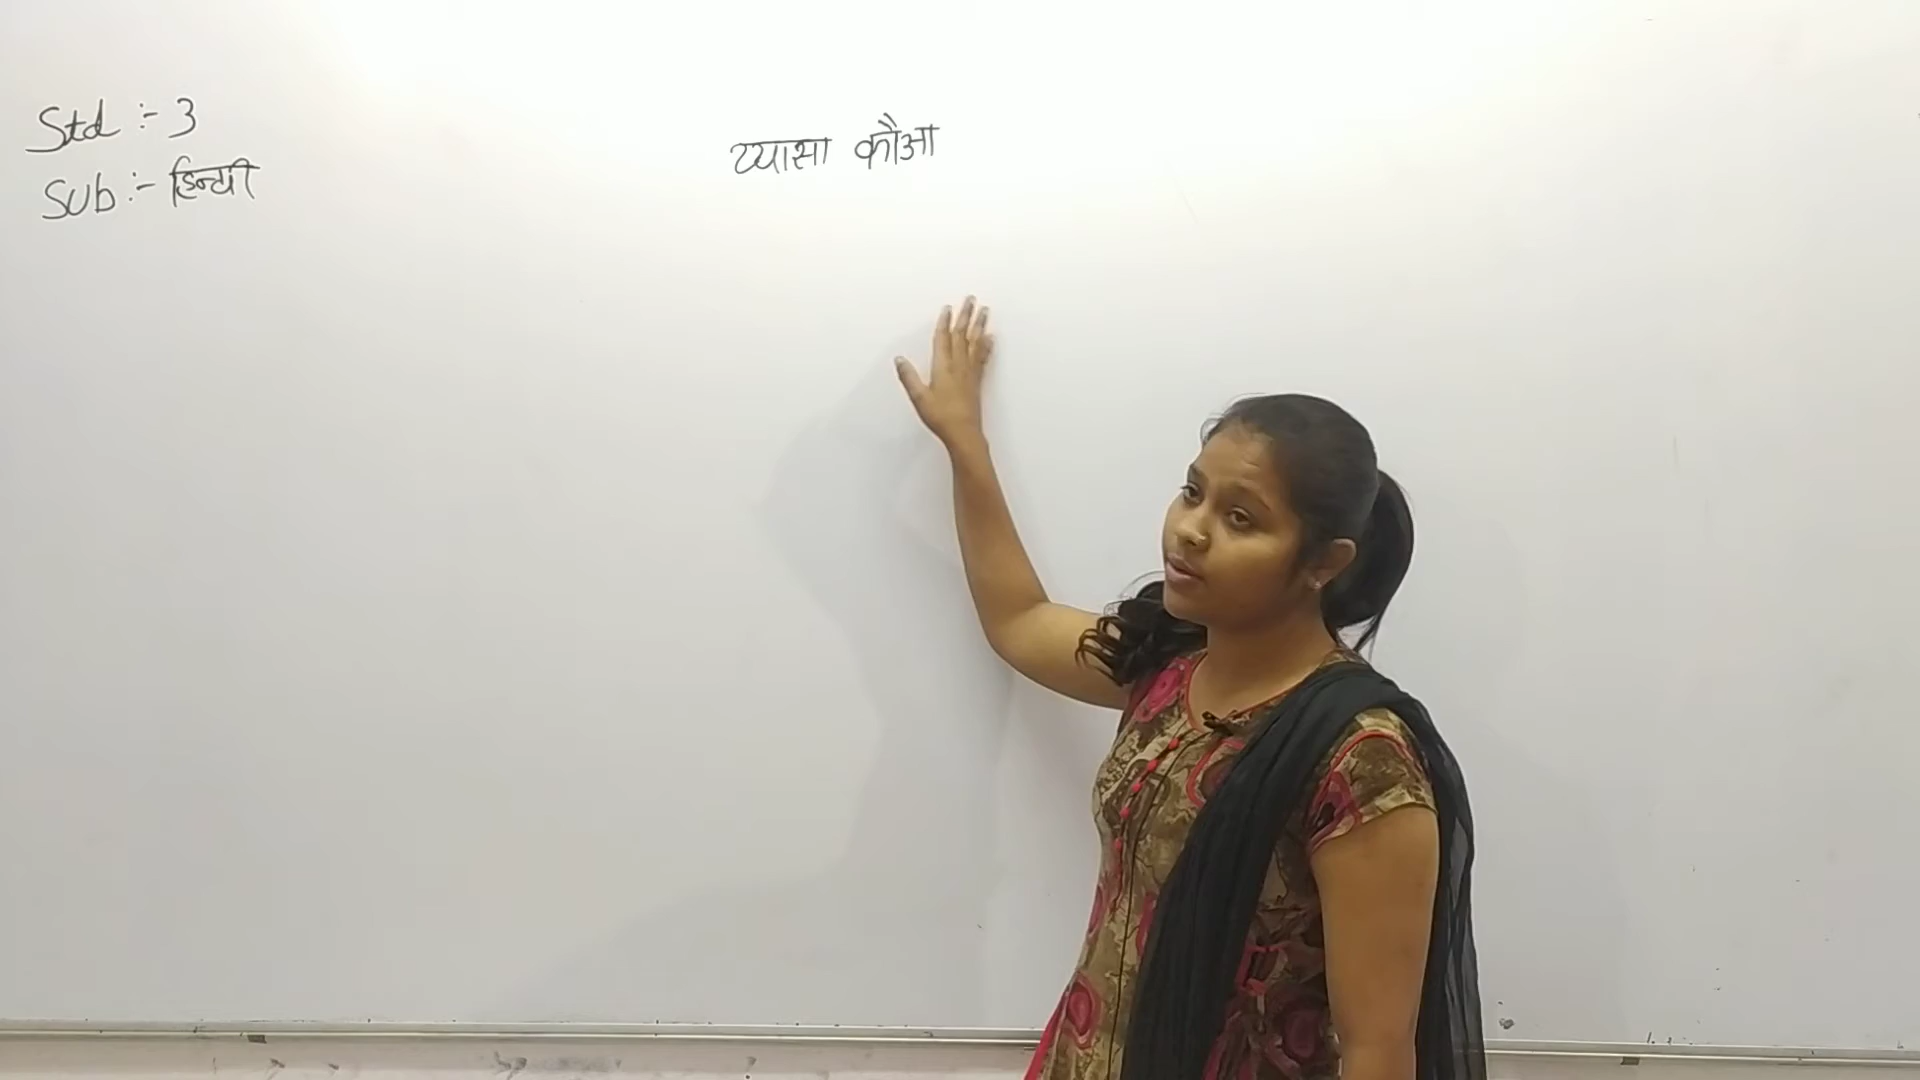 Std :- 3
Sub :- हिन्दी
प्यासा कौआ